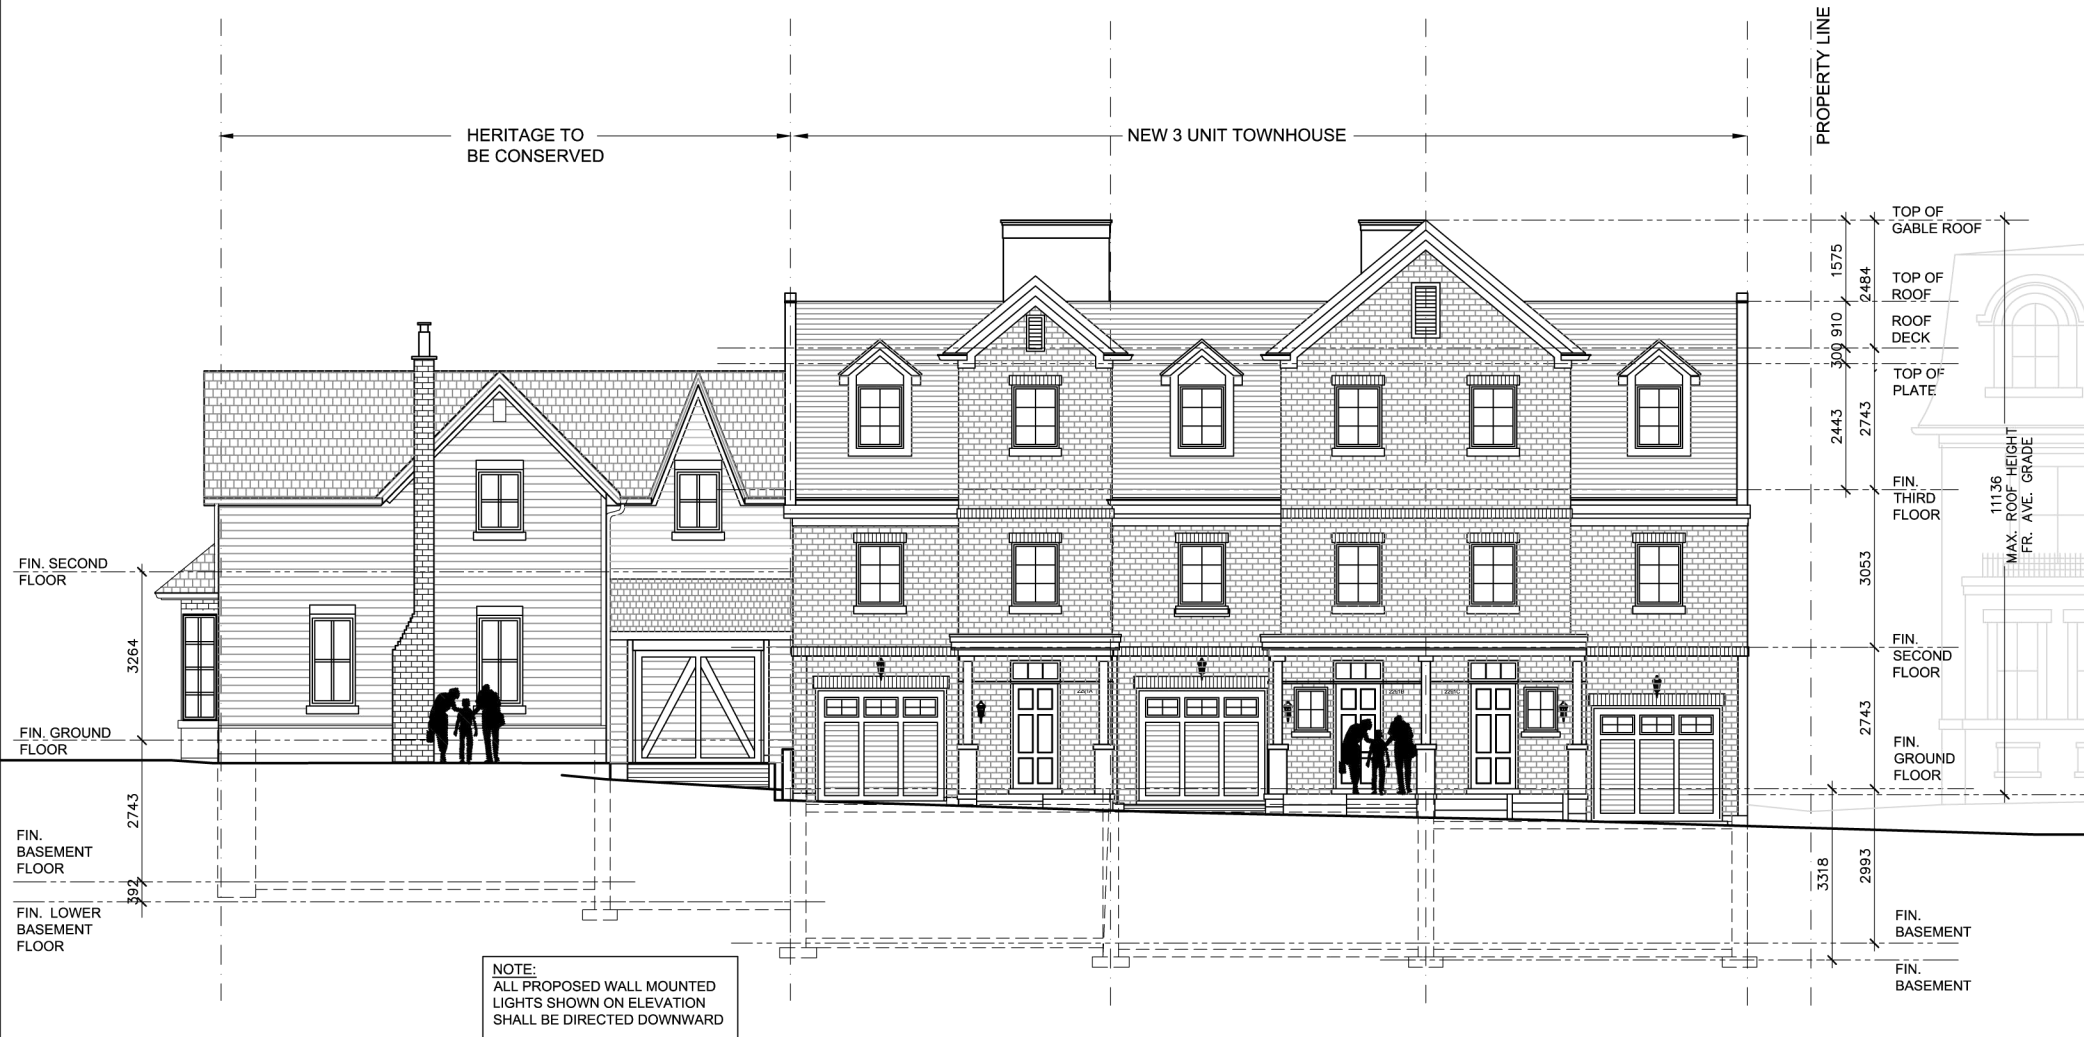 PROPERTY LINE
HERITAGE TO
BE CONSERVED
NEW 3 UNIT TOWNHOUSE
TOP OF
GABLE ROOF
1575
2484
TOP OF
ROOF
910
ROOF
DECK
300
TOP OF
PLATE
2443
2743
FIN.
THIRD
FLOOR
11136
MAX. ROOF HEIGHT
FR. AVE. GRADE
3053
FIN.
SECOND
FLOOR
2743
FIN.
GROUND
FLOOR
3318
2993
FIN.
BASEMENT
FIN.
BASEMENT
FIN. SECOND
FLOOR
3264
FIN. GROUND
FLOOR
2743
FIN.
BASEMENT
FLOOR
392
FIN. LOWER
BASEMENT
FLOOR
NOTE:
ALL PROPOSED WALL MOUNTED
LIGHTS SHOWN ON ELEVATION
SHALL BE DIRECTED DOWNWARD